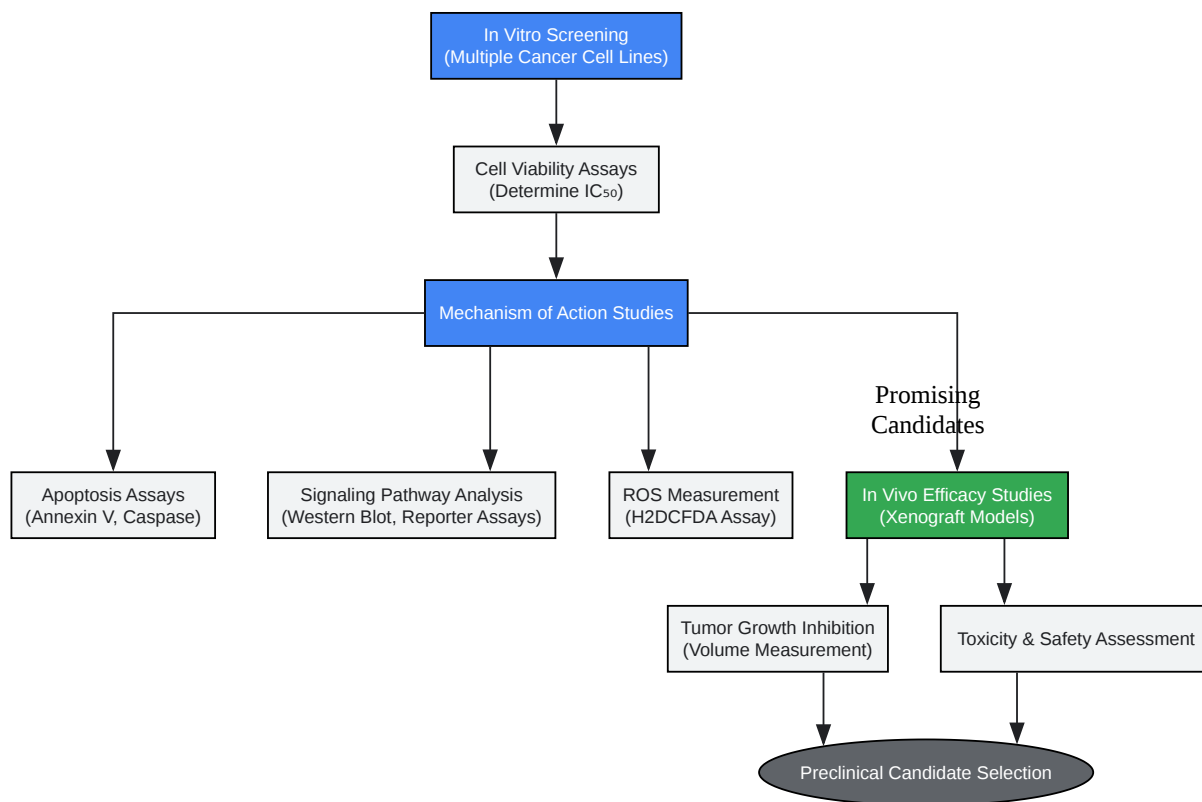 In Vitro Screening
(Multiple Cancer Cell Lines)
Cell Viability Assays
(Determine IC₅₀)
Mechanism of Action Studies
Promising
Candidates
Apoptosis Assays
(Annexin V, Caspase)
Signaling Pathway Analysis
(Western Blot, Reporter Assays)
ROS Measurement
(H2DCFDA Assay)
In Vivo Efficacy Studies
(Xenograft Models)
Tumor Growth Inhibition
(Volume Measurement)
Toxicity & Safety Assessment
Preclinical Candidate Selection